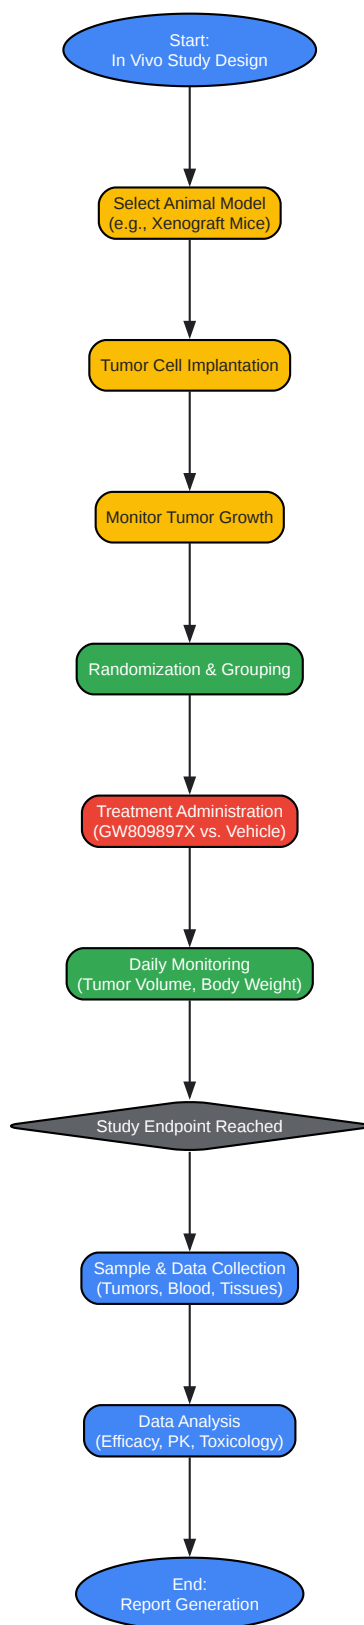 Start:
In Vivo Study Design
Select Animal Model
(e.g., Xenograft Mice)
Tumor Cell Implantation
Monitor Tumor Growth
Randomization & Grouping
Treatment Administration
(GW809897X vs. Vehicle)
Daily Monitoring
(Tumor Volume, Body Weight)
Study Endpoint Reached
Sample & Data Collection
(Tumors, Blood, Tissues)
Data Analysis
(Efficacy, PK, Toxicology)
End:
Report Generation